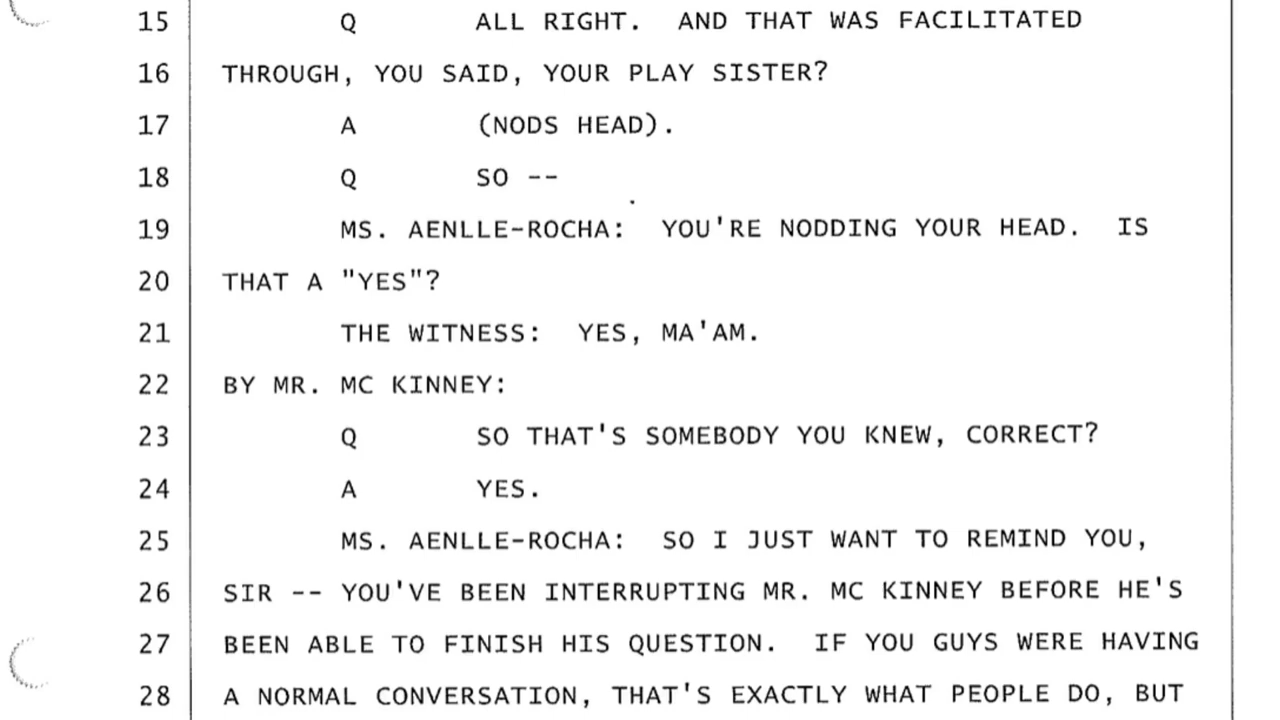 15 Q ALL RIGHT. AND THAT WAS FACILITATED
16 THROUGH, YOU SAID, YOUR PLAY SISTER?
17 A (NODS HEAD).
18 Q SO --
19 MS. AENLLE-ROCHA: YOU'RE NODDING YOUR HEAD. IS
20 THAT A "YES"?
21 THE WITNESS: YES, MA'AM.
22 BY MR. MC KINNEY:
23 Q SO THAT'S SOMEBODY YOU KNEW, CORRECT?
24 A YES.
25 MS. AENLLE-ROCHA: SO I JUST WANT TO REMIND YOU,
26 SIR -- YOU'VE BEEN INTERRUPTING MR. MC KINNEY BEFORE HE'S
27 BEEN ABLE TO FINISH HIS QUESTION. IF YOU GUYS WERE HAVING
28 A NORMAL CONVERSATION, THAT'S EXACTLY WHAT PEOPLE DO, BUT